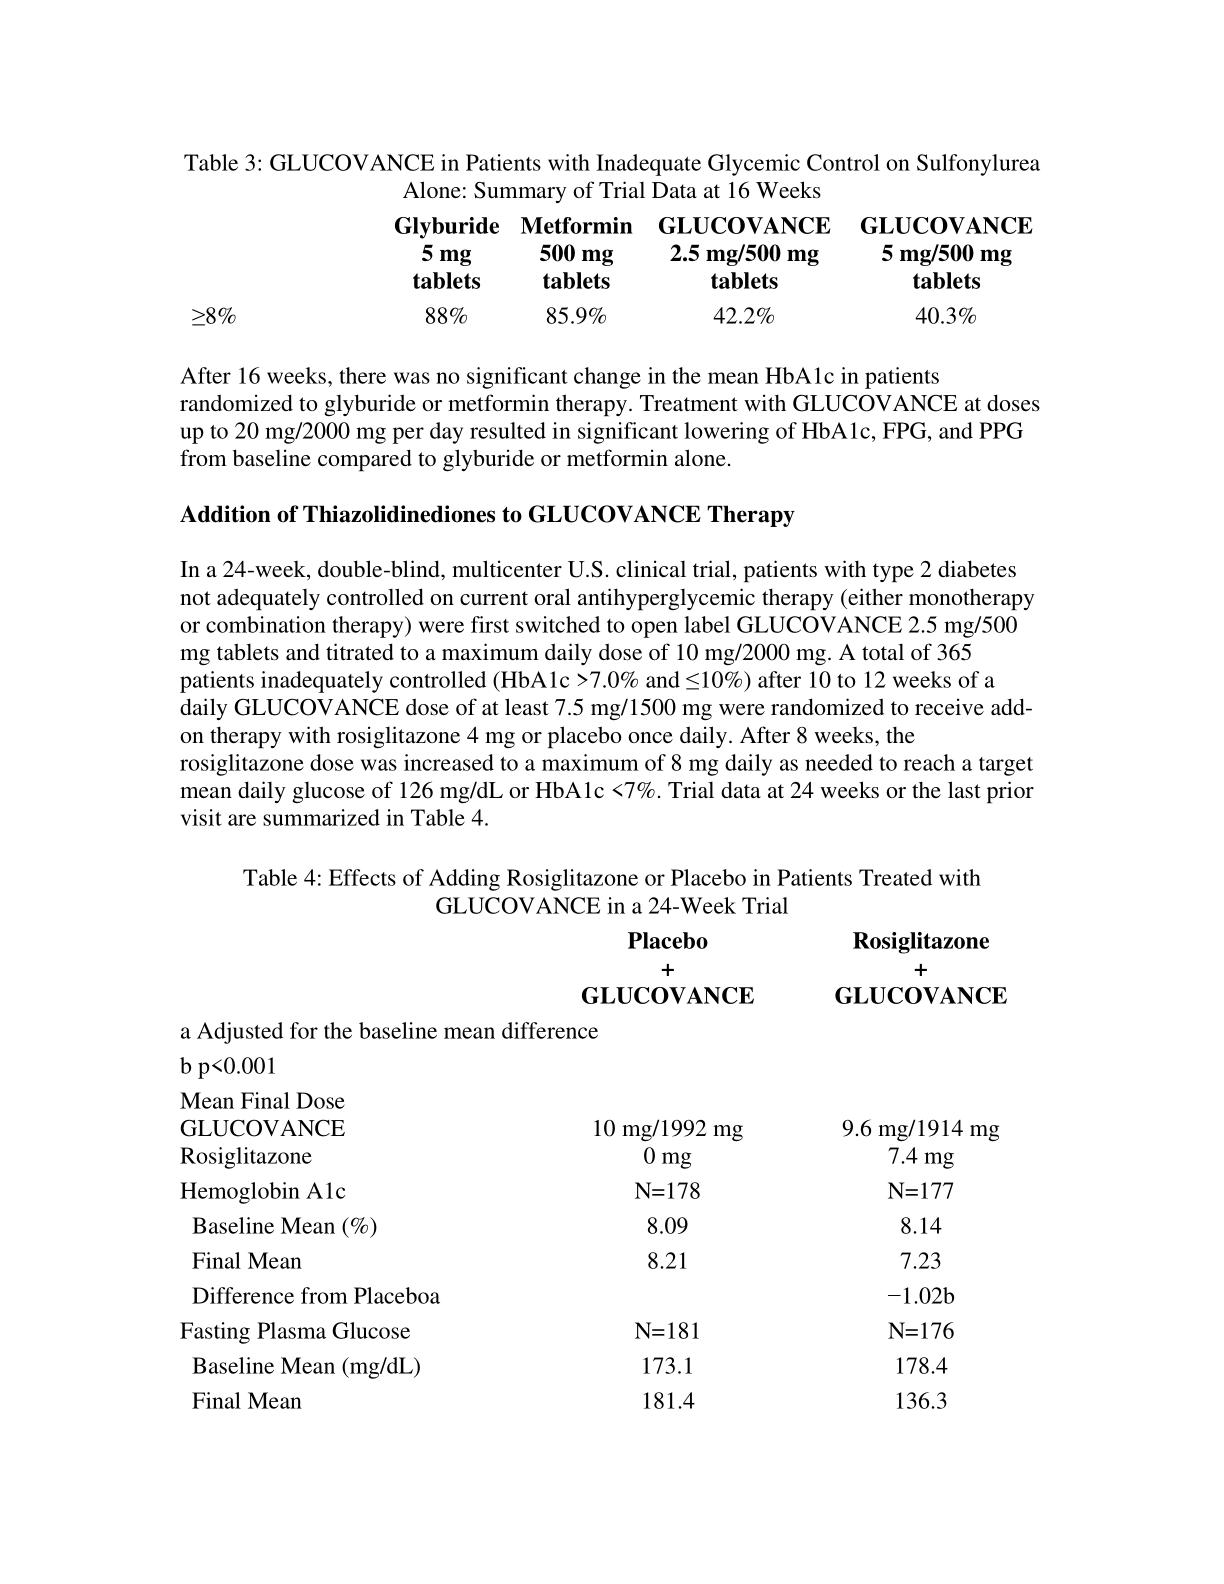 Table 3: GLUCOVANCE in Patients with Inadequate Glycemic Control on Sulfonylurea
Alone: Summary of Trial Data at 16 Weeks
Glyburide Metformin GLUCOVANCE GLUCOVANCE
5 mg 500 mg 2.5 mg/500 mg 5 mg/500 mg
tablets tablets tablets tablets
≥8% 88% 85.9% 42.2% 40.3%
After 16 weeks, there was no significant change in the mean HbA1c in patients
randomized to glyburide or metformin therapy. Treatment with GLUCOVANCE at doses
up to 20 mg/2000 mg per day resulted in significant lowering of HbA1c, FPG, and PPG
from baseline compared to glyburide or metformin alone.
Addition of Thiazolidinediones to GLUCOVANCE Therapy
In a 24-week, double-blind, multicenter U.S. clinical trial, patients with type 2 diabetes
not adequately controlled on current oral antihyperglycemic therapy (either monotherapy
or combination therapy) were first switched to open label GLUCOVANCE 2.5 mg/500
mg tablets and titrated to a maximum daily dose of 10 mg/2000 mg. A total of 365
patients inadequately controlled (HbA1c >7.0% and ≤10%) after 10 to 12 weeks of a
daily GLUCOVANCE dose of at least 7.5 mg/1500 mg were randomized to receive add-
on therapy with rosiglitazone 4 mg or placebo once daily. After 8 weeks, the
rosiglitazone dose was increased to a maximum of 8 mg daily as needed to reach a target
mean daily glucose of 126 mg/dL or HbA1c <7%. Trial data at 24 weeks or the last prior
visit are summarized in Table 4.
Table 4: Effects of Adding Rosiglitazone or Placebo in Patients Treated with
GLUCOVANCE in a 24-Week Trial
Placebo Rosiglitazone
+ +
GLUCOVANCE GLUCOVANCE
a Adjusted for the baseline mean difference
b p<0.001
Mean Final Dose
GLUCOVANCE 10 mg/1992 mg 9.6 mg/1914 mg
Rosiglitazone 0 mg 7.4 mg
Hemoglobin A1c N=178 N=177
Baseline Mean (%) 8.09 8.14
Final Mean 8.21 7.23
Difference from Placeboa −1.02b
Fasting Plasma Glucose N=181 N=176
Baseline Mean (mg/dL) 173.1 178.4
Final Mean 181.4 136.3